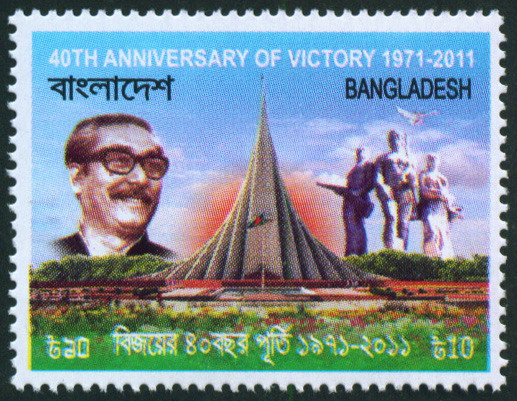 40TH ANNIVERSARY OF VICTORY 1971-2011
বাংলাদেশ BANGLADESH
৳১০ বিজয়ের ৪০বছর পূর্তি ১৯৭১-২০১১ ৳10